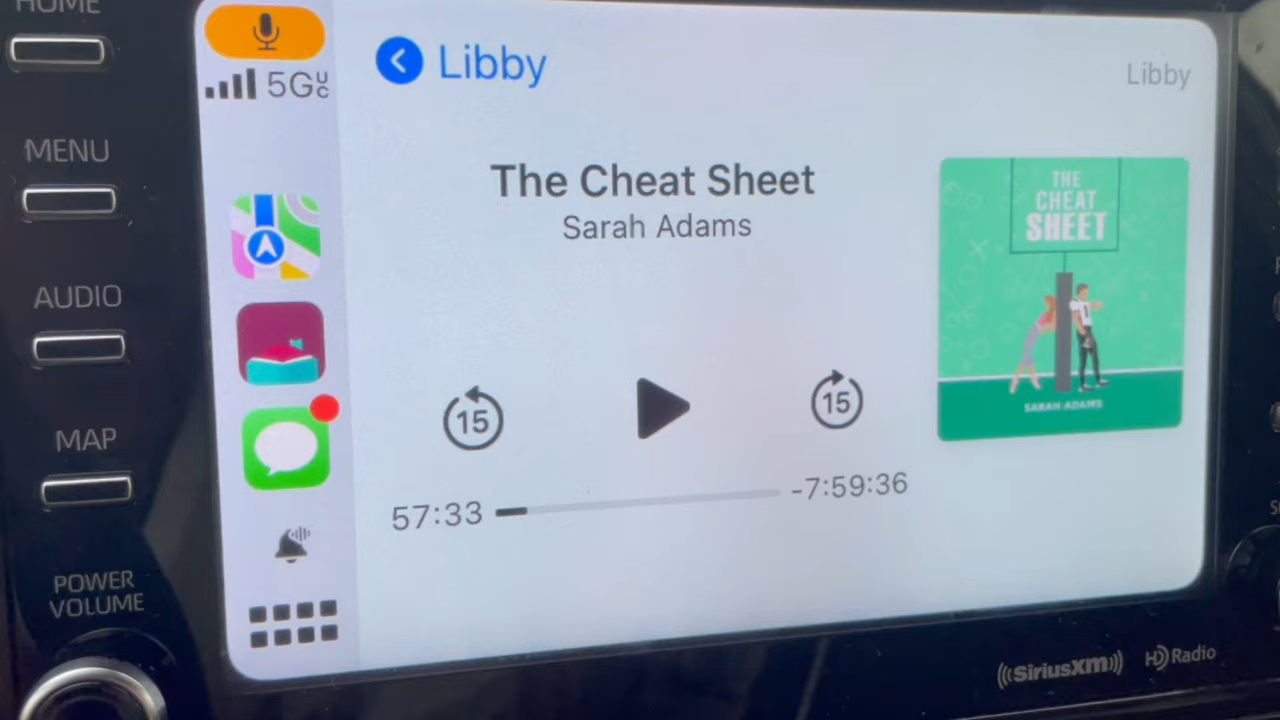 HOME
MENU
AUDIO
MAP
POWER
VOLUME
5G UC
Libby
Libby
The Cheat Sheet
Sarah Adams
15
15
57:33
-7:59:36
THE
CHEAT
SHEET
SARAH ADAMS
((SiriusXM))
HD Radio